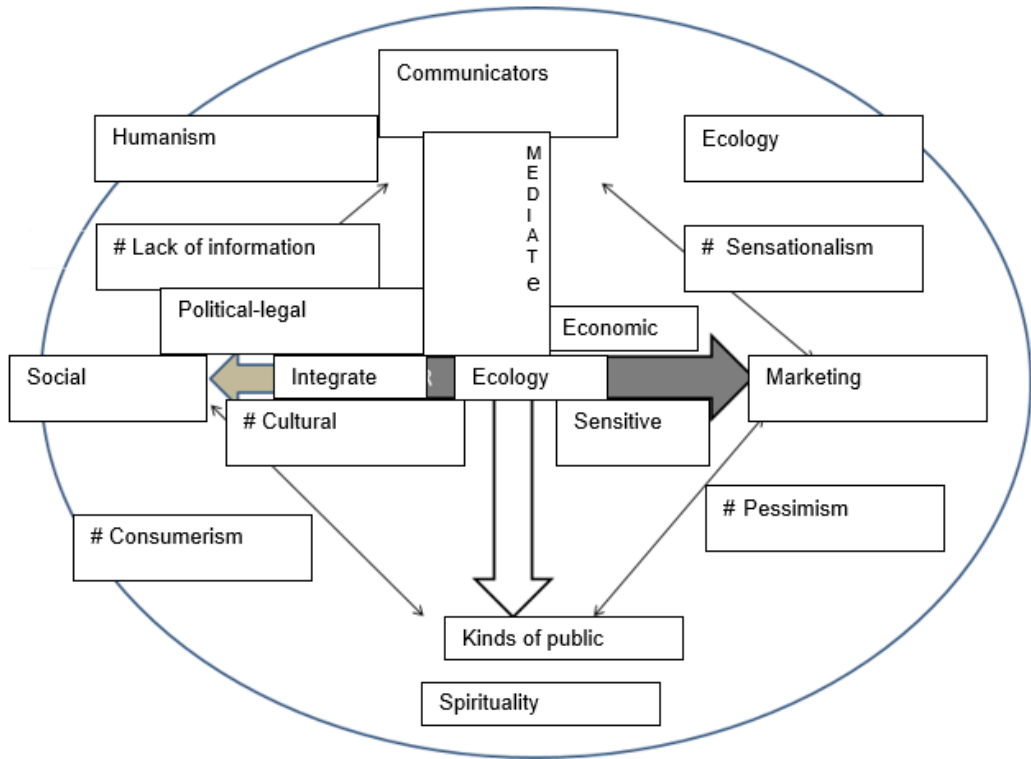 Communicators
Humanism
Ecology
M
E
D
I
A
T
e
# Lack of information
# Sensationalism
Political-legal
Economic
Social
Integrate
R
Ecology
Marketing
# Cultural
Sensitive
# Pessimism
# Consumerism
Kinds of public
Spirituality